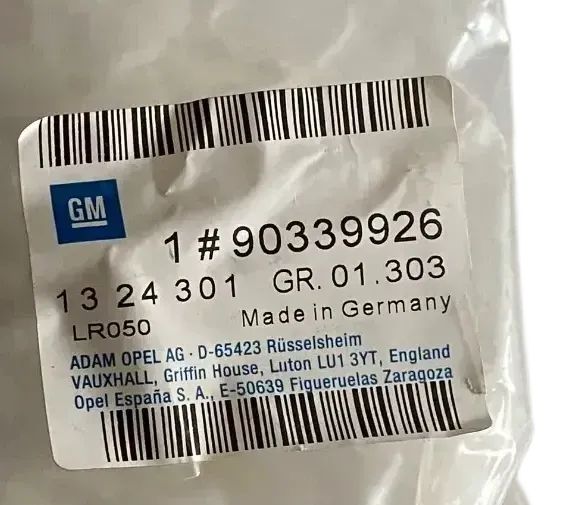 GM
1 # 90339926
13 24 301 GR. 01.303
LR050 Made in Germany
ADAM OPEL AG · D-65423 Rüsselsheim
VAUXHALL, Griffin House, Luton LU1 3YT, England
Opel España S. A., E-50639 Figueruelas Zaragoza